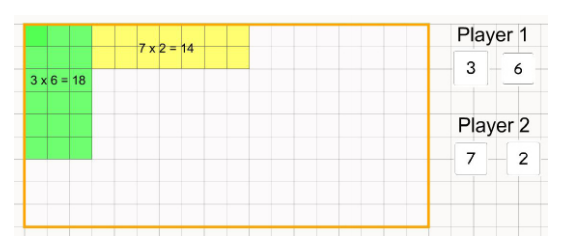 7 x 2 = 14
3 x 6 = 18
Player 1
3 6
Player 2
7 2